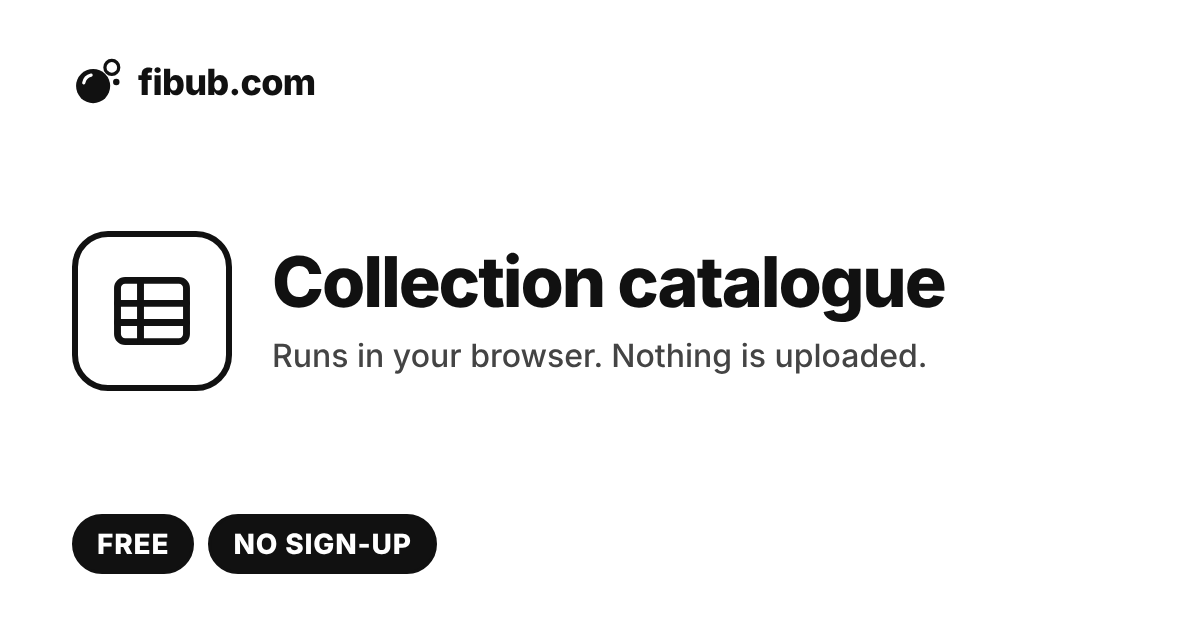 fibub.com
Collection catalogue
Runs in your browser. Nothing is uploaded.
FREE
NO SIGN-UP